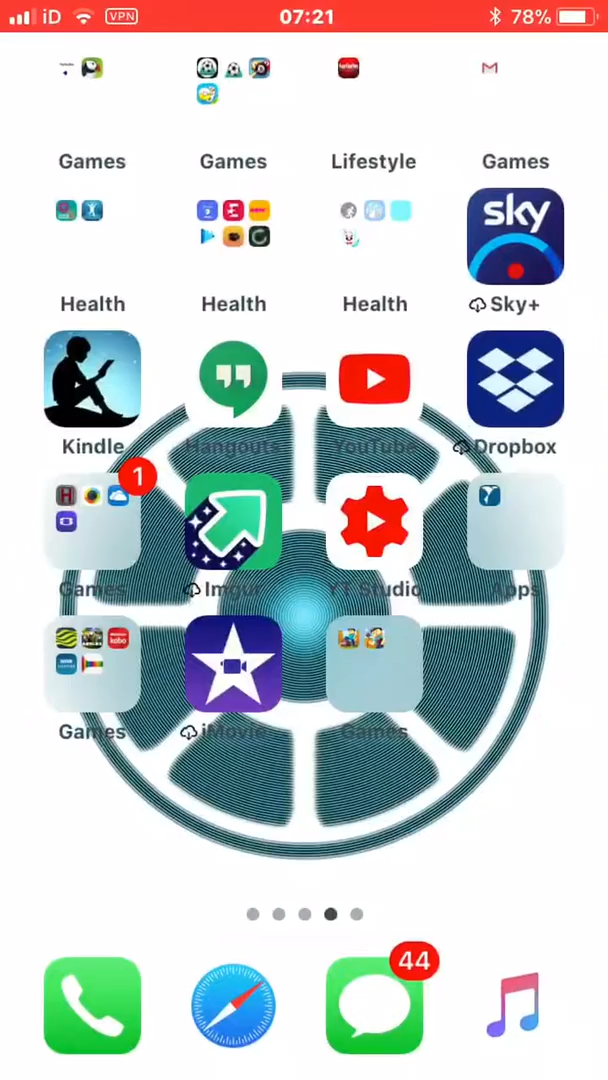 iD VPN 07:21 78%
Games Games Lifestyle Games
sky
Health Health Health Sky+
Kindle Hangouts YouTube Dropbox
1
Games Imgur YT Studio Apps
Games iMovie Games
44